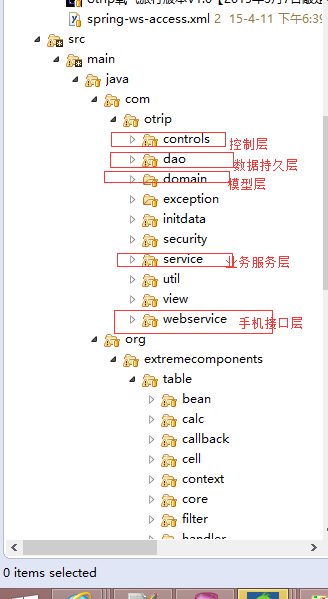 spring-ws-access.xml 2 15-4-11 下午6:39
src
main
java
com
otrip
controls 控制层
dao 数据持久层
domain 模型层
exception
initdata
security
service 业务服务层
util
view
webservice 手机接口层
org
extremecomponents
table
bean
calc
callback
cell
context
core
filter
handler
0 items selected